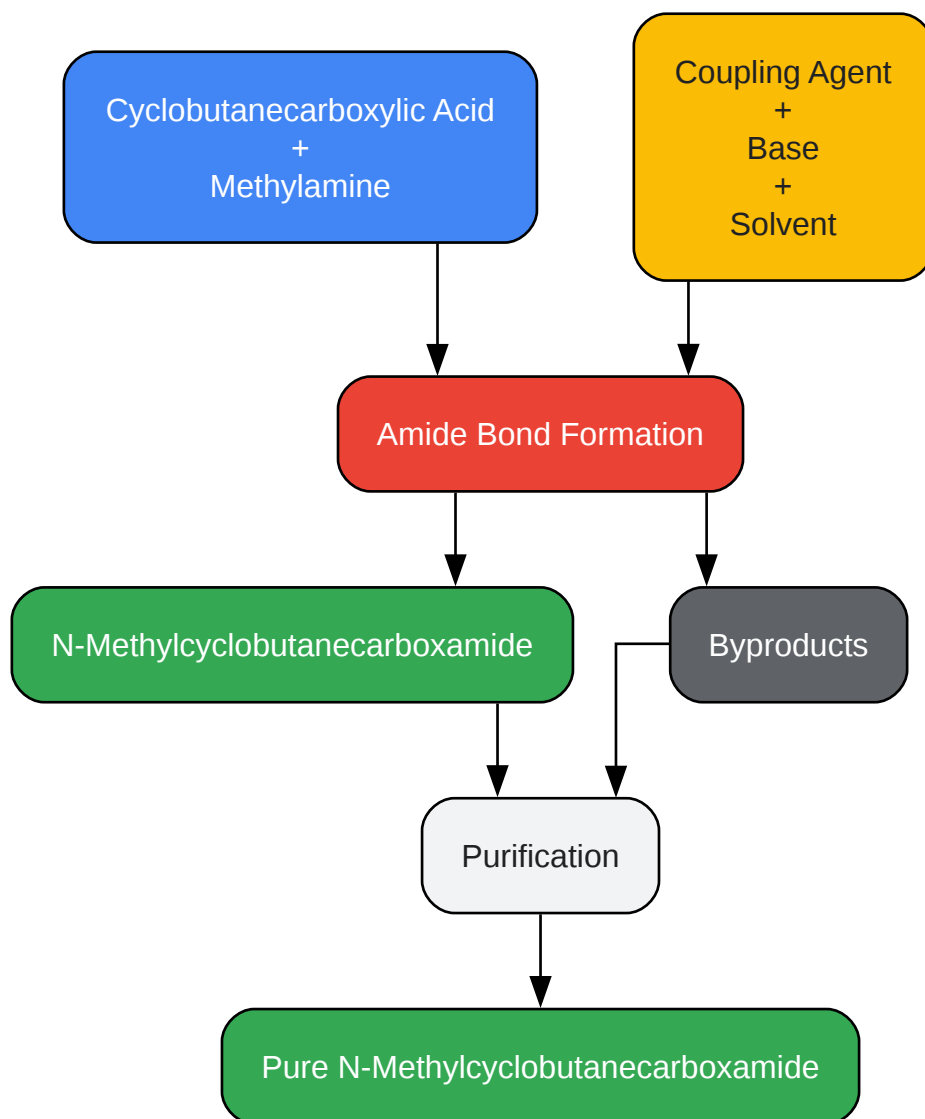 Cyclobutanecarboxylic Acid
+
Methylamine
Coupling Agent
+
Base
+
Solvent
Amide Bond Formation
N-Methylcyclobutanecarboxamide
Byproducts
Purification
Pure N-Methylcyclobutanecarboxamide